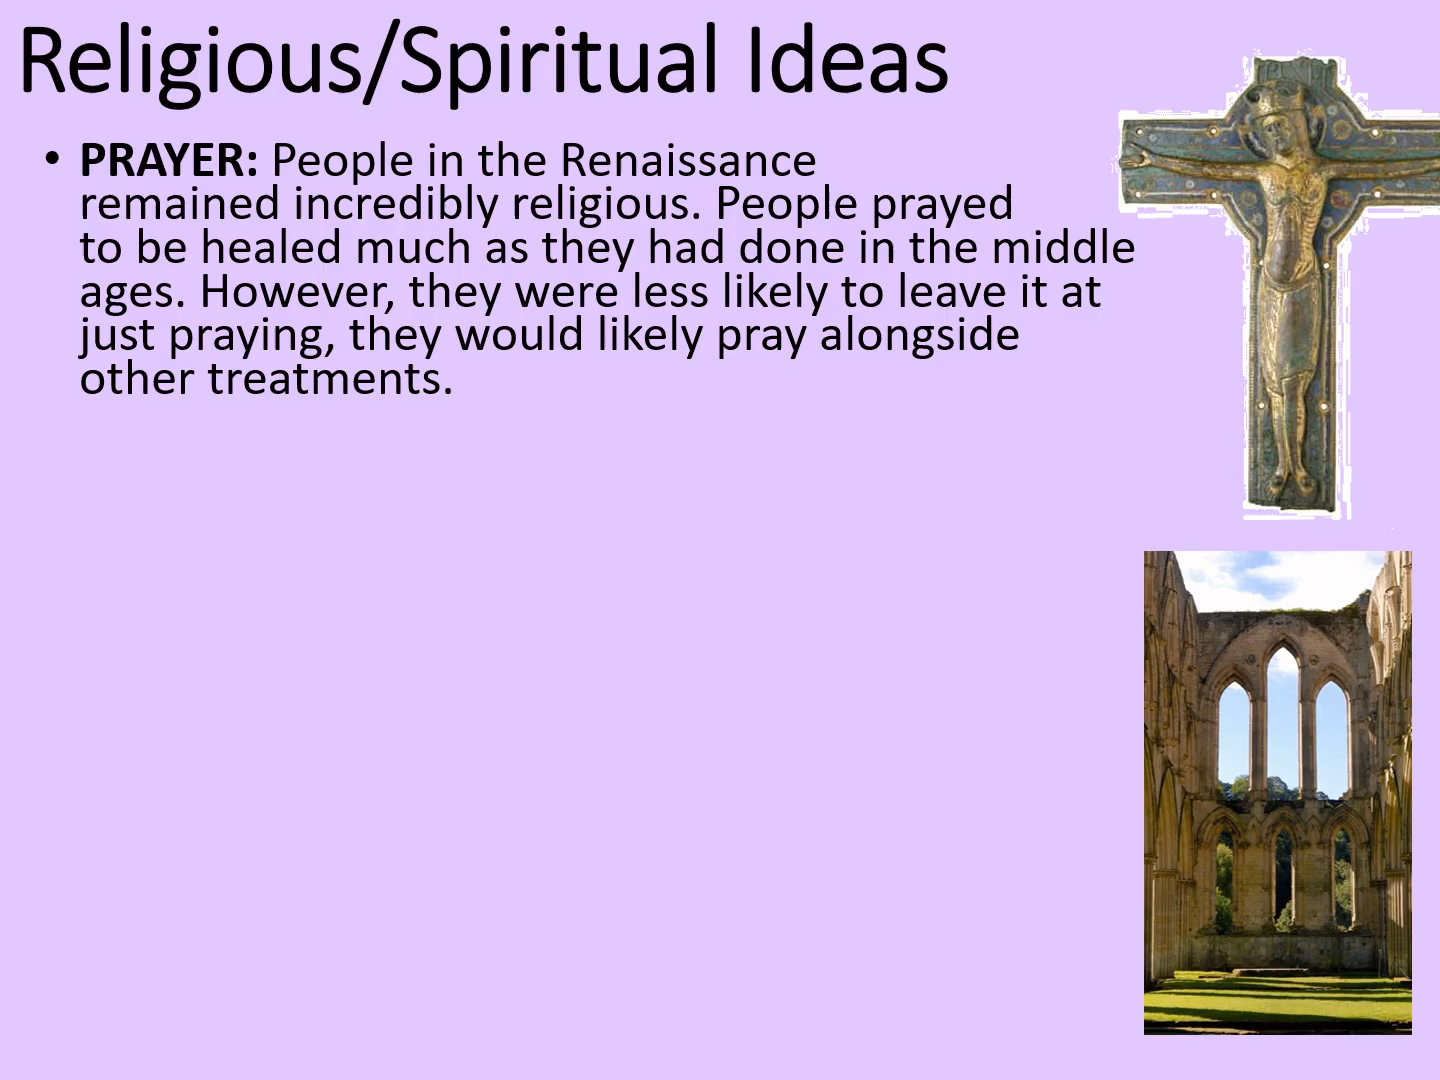 Religious/Spiritual Ideas
• PRAYER: People in the Renaissance
remained incredibly religious. People prayed
to be healed much as they had done in the middle
ages. However, they were less likely to leave it at
just praying, they would likely pray alongside
other treatments.